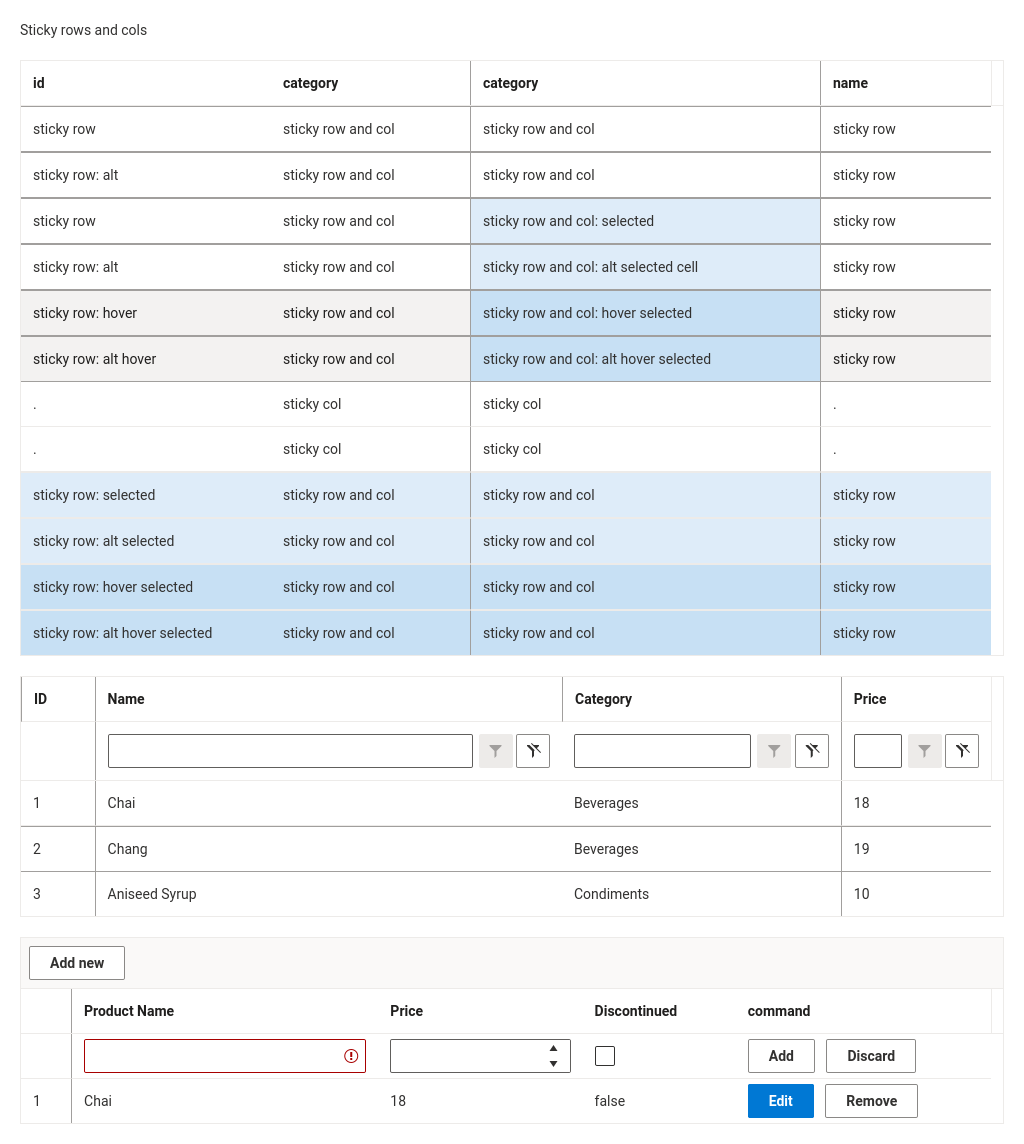 Sticky rows and cols
id category category name
sticky row sticky row and col sticky row and col sticky row
sticky row: alt sticky row and col sticky row and col sticky row
sticky row sticky row and col sticky row and col: selected sticky row
sticky row: alt sticky row and col sticky row and col: alt selected cell sticky row
sticky row: hover sticky row and col sticky row and col: hover selected sticky row
sticky row: alt hover sticky row and col sticky row and col: alt hover selected sticky row
. sticky col sticky col .
. sticky col sticky col .
sticky row: selected sticky row and col sticky row and col sticky row
sticky row: alt selected sticky row and col sticky row and col sticky row
sticky row: hover selected sticky row and col sticky row and col sticky row
sticky row: alt hover selected sticky row and col sticky row and col sticky row
ID Name Category Price
1 Chai Beverages 18
2 Chang Beverages 19
3 Aniseed Syrup Condiments 10
Add new
Product Name Price Discontinued command
Add Discard
1 Chai 18 false Edit Remove